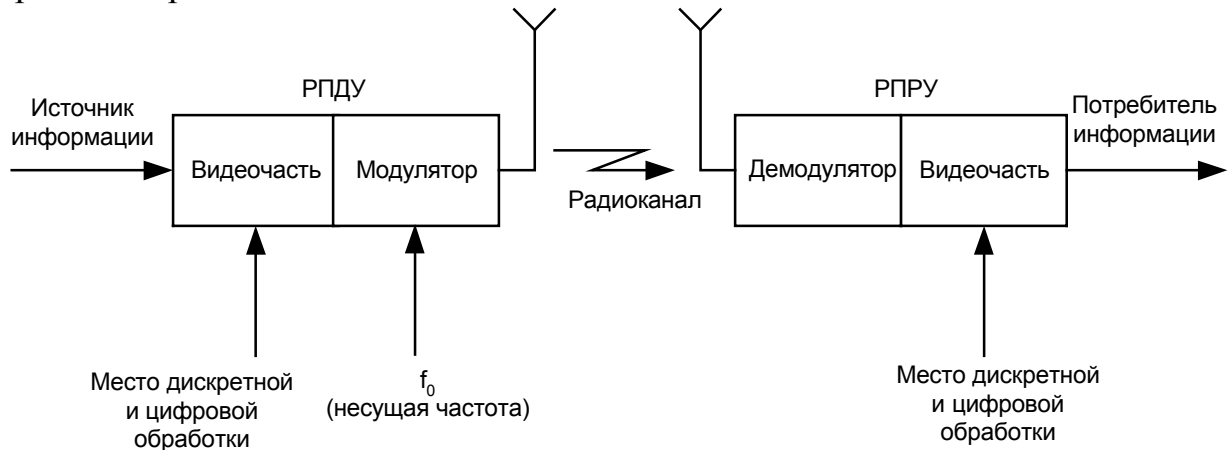 РПДУ
РПРУ
Источник
информации
Потребитель
информации
Видеочасть
Модулятор
Радиоканал
Демодулятор
Видеочасть
Место дискретной
и цифровой
обработки
f₀
(несущая частота)
Место дискретной
и цифровой
обработки